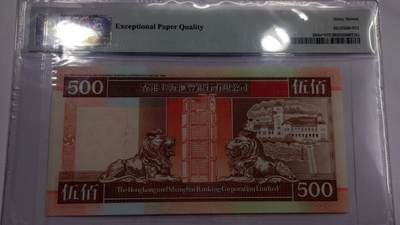 Exceptional Paper Quality
500
香港上海滙豐銀行有限公司
伍佰
伍佰
The Hongkong and Shanghai Banking Corporation Limited
500